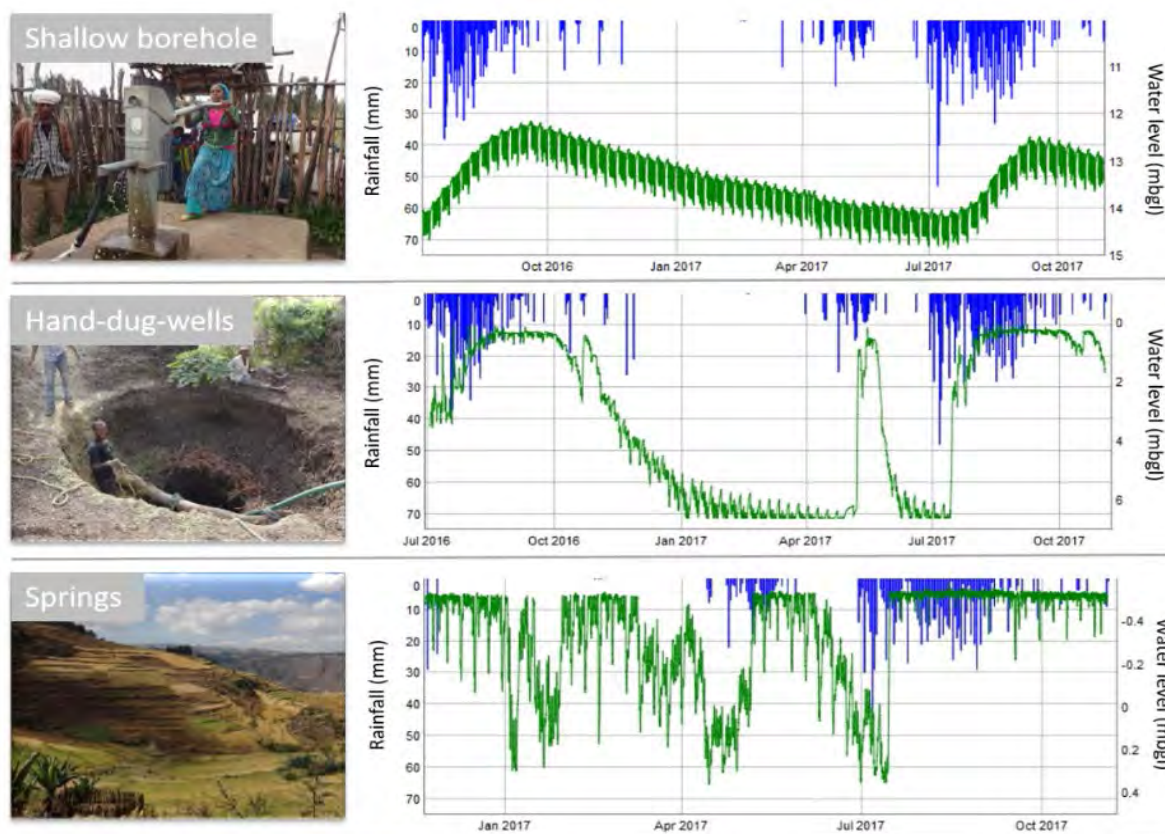 Shallow borehole
Rainfall (mm)
0
10
20
30
40
50
60
70
11
12
13
14
15
Water level (mbgl)
Oct 2016
Jan 2017
Apr 2017
Jul 2017
Oct 2017
Hand-dug-wells
Rainfall (mm)
0
10
20
30
40
50
60
70
0
2
4
6
Water level (mbgl)
Jul 2016
Oct 2016
Jan 2017
Apr 2017
Jul 2017
Oct 2017
Springs
Rainfall (mm)
0
10
20
30
40
50
60
70
-0.4
-0.2
0
0.2
0.4
Water level (mbgl)
Jan 2017
Apr 2017
Jul 2017
Oct 2017